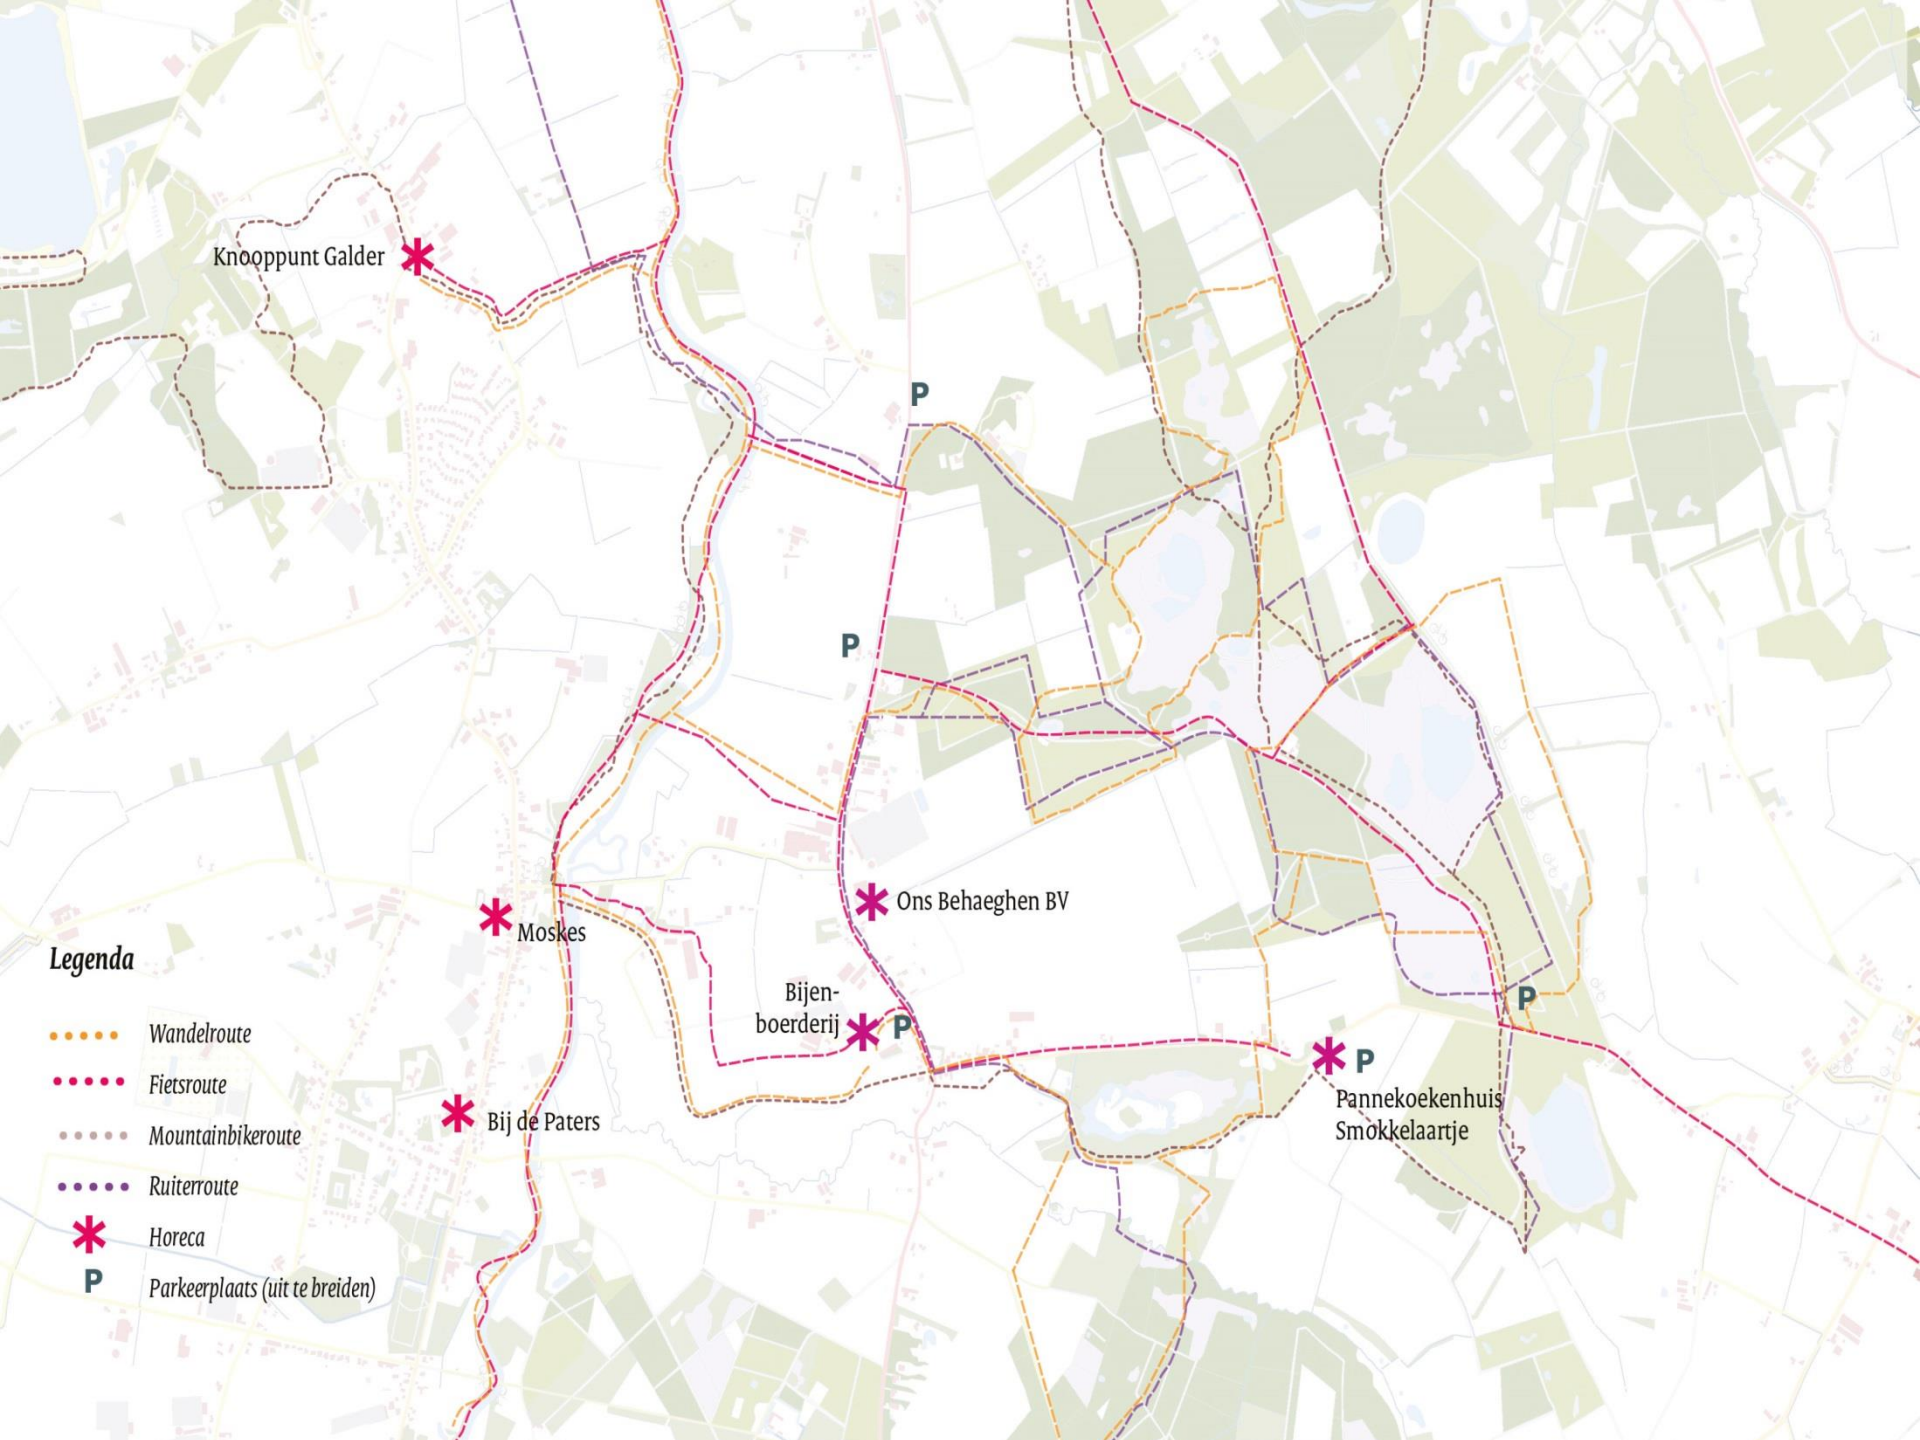 Knooppunt Galder
P
P
Ons Behaeghen BV
Moskes
Bijen-
boerderij
P
P
P
Pannekoekenhuis
Smokkelaartje
Bij de Paters
Legenda
Wandelroute
Fietsroute
Mountainbikeroute
Ruiterroute
Horeca
P Parkeerplaats (uit te breiden)